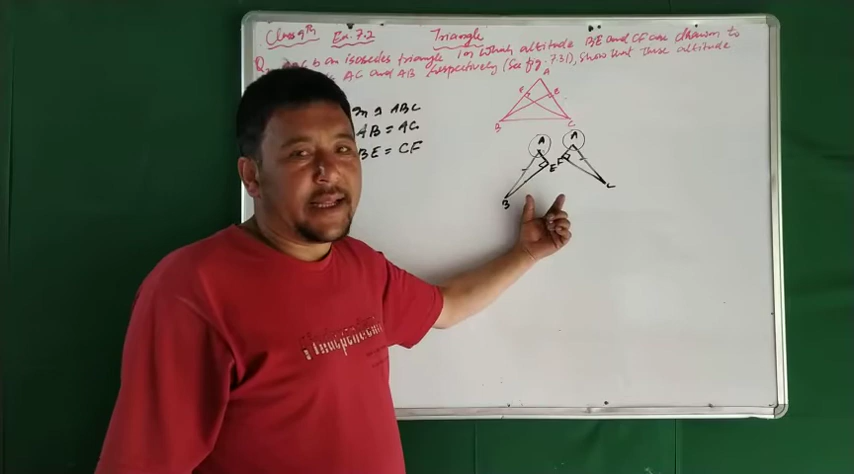 Class 9th Ex. 7.2 Triangle
Q. ABC is an isosceles triangle in which altitude BE and CF are drawn to
AC and AB respectively (See fig. 7.31), Show that these altitude
A
F E
B C
In Δ ABC
AB = AC
BE = CF
A A
E F
B C